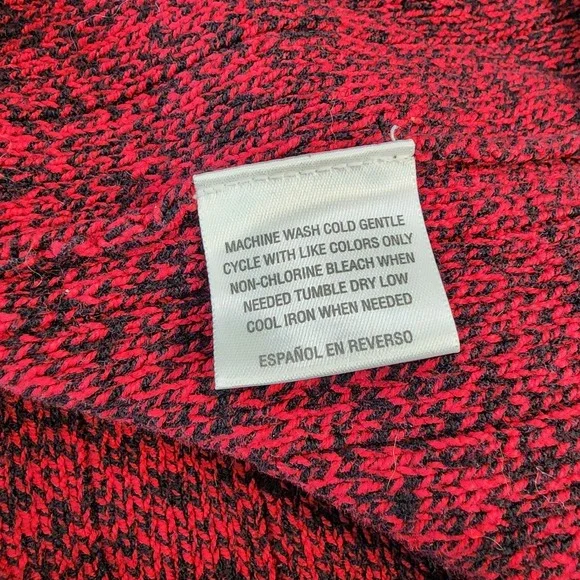 MACHINE WASH COLD GENTLE
CYCLE WITH LIKE COLORS ONLY
NON-CHLORINE BLEACH WHEN
NEEDED TUMBLE DRY LOW
COOL IRON WHEN NEEDED
ESPAÑOL EN REVERSO